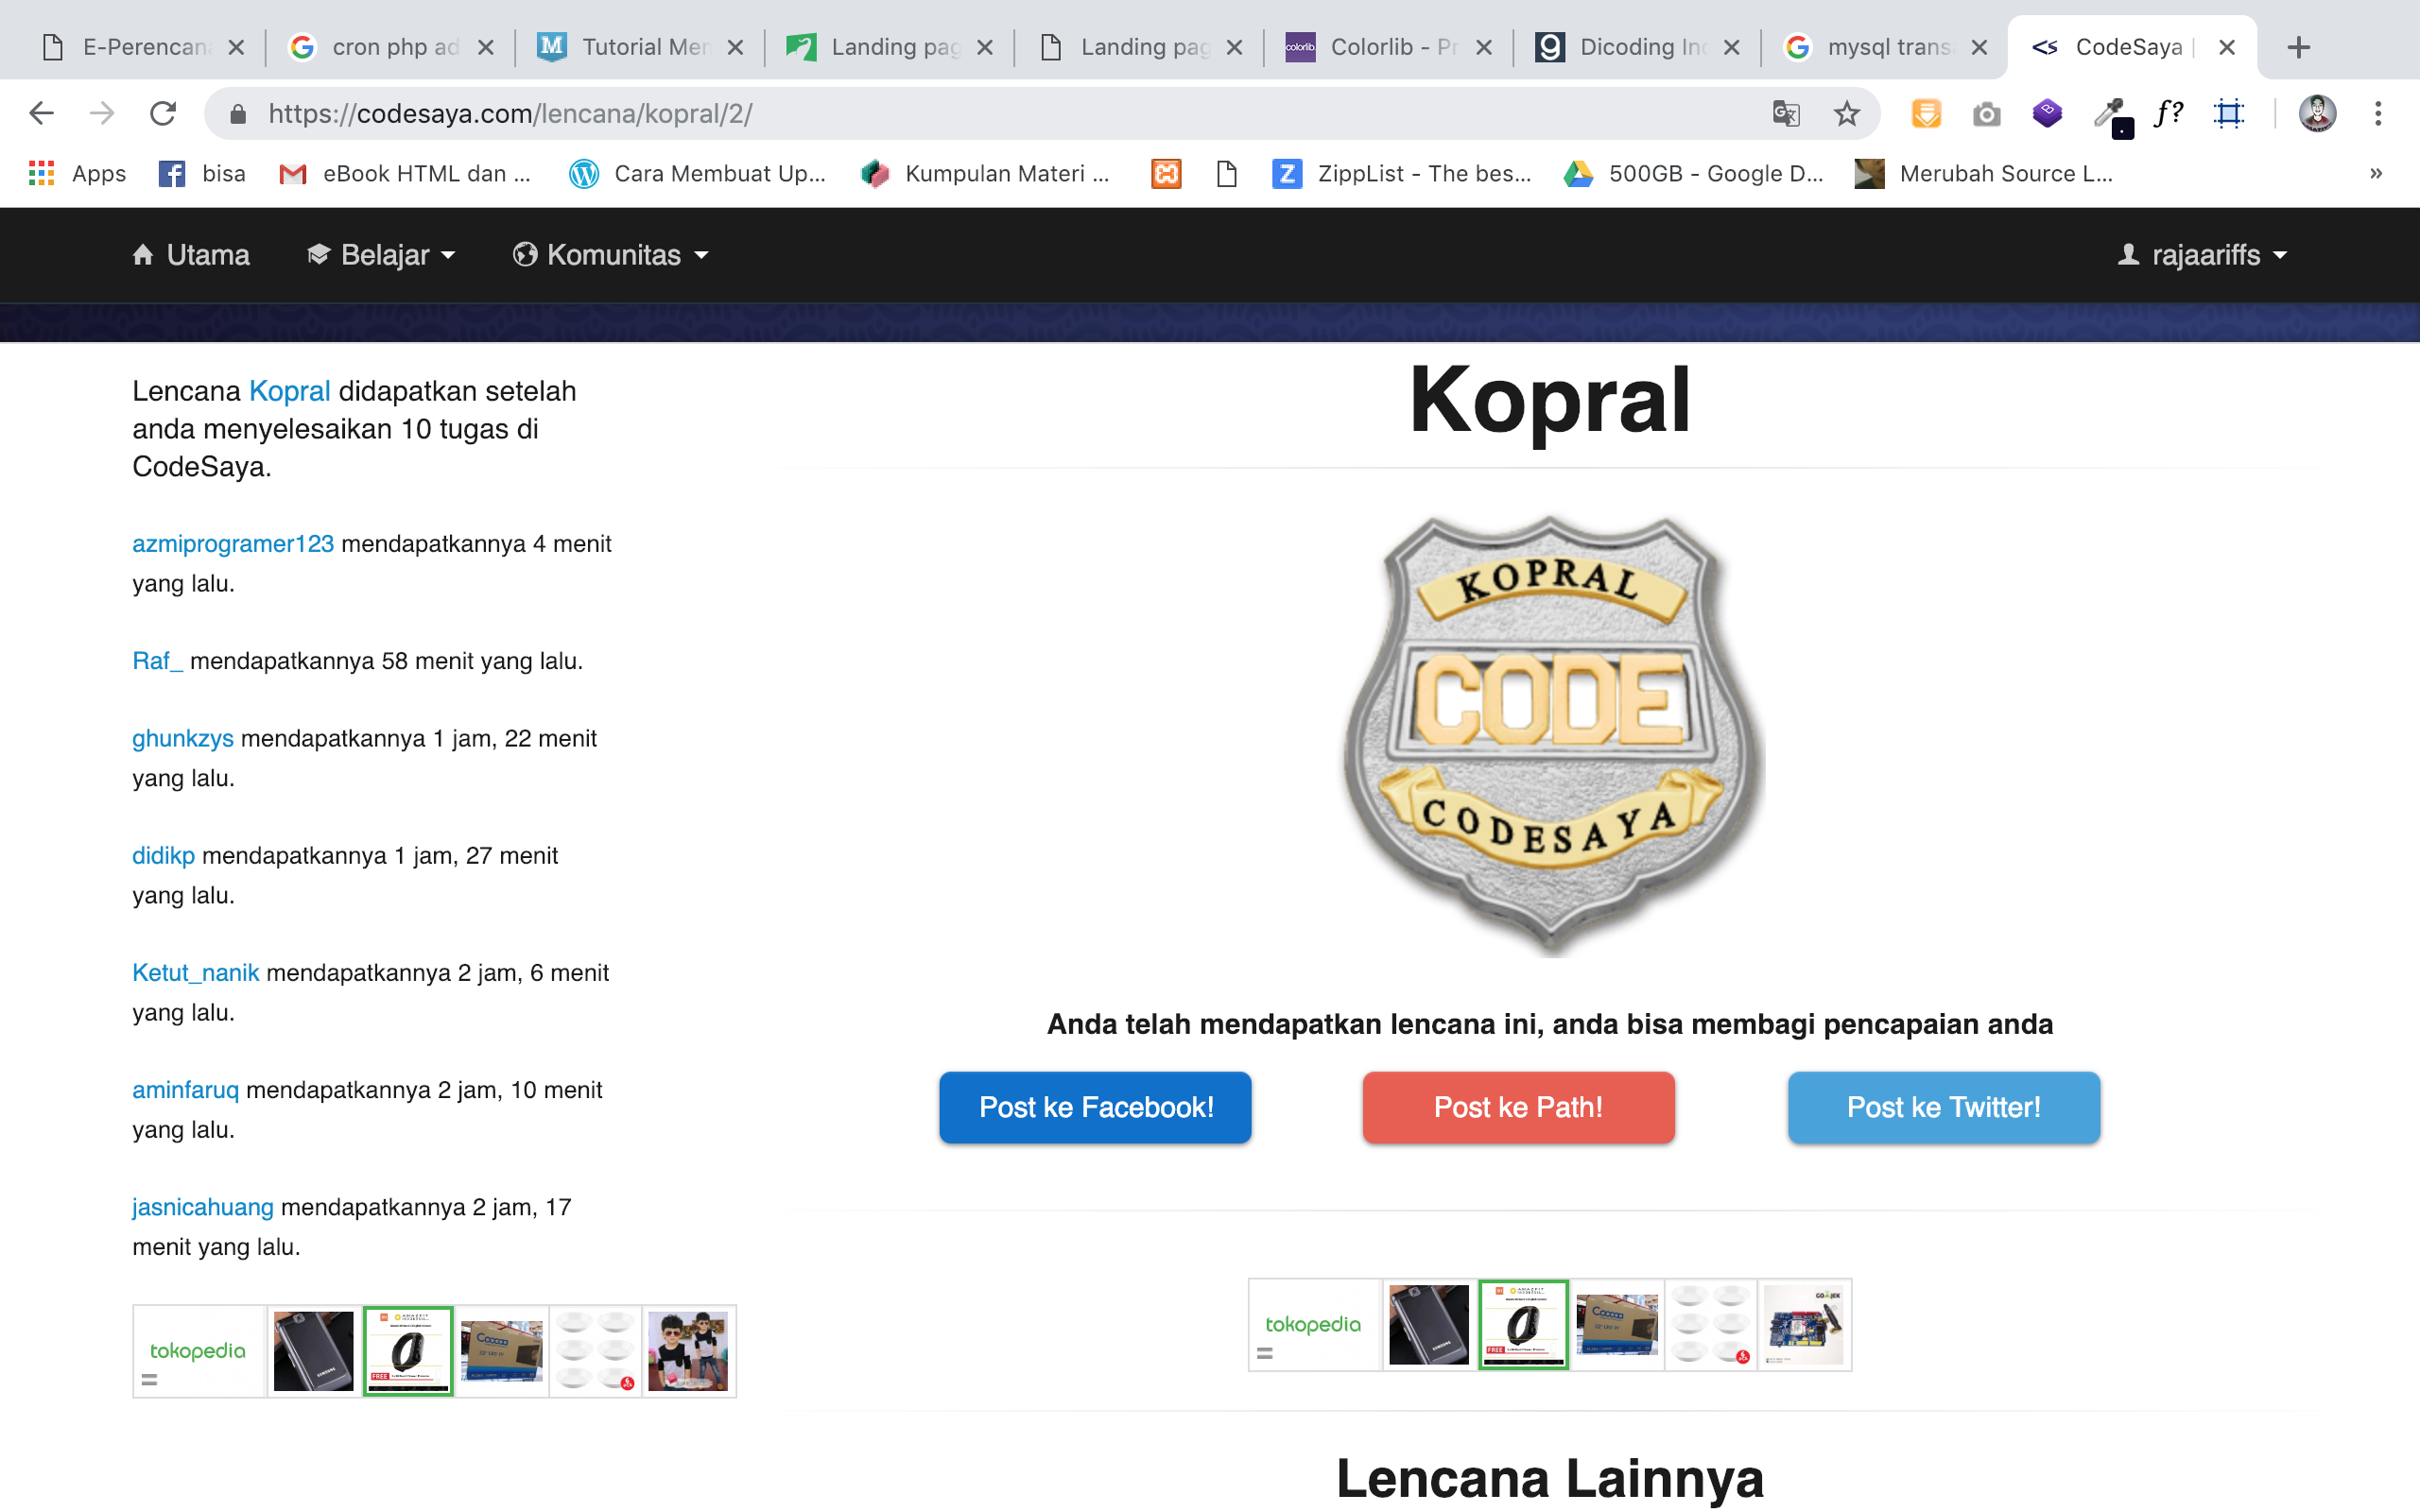 E-Perencan
cron php ad
Tutorial Men
Landing pag
Landing pag
Colorlib - Pr
Dicoding Inc
mysql trans
CodeSaya |
https://codesaya.com/lencana/kopral/2/
Apps
bisa
eBook HTML dan ...
Cara Membuat Up...
Kumpulan Materi ...
ZippList - The bes...
500GB - Google D...
Merubah Source L...
»
Utama
Belajar
Komunitas
rajaariffs
Lencana Kopral didapatkan setelah
anda menyelesaikan 10 tugas di
CodeSaya.
azmiprogramer123 mendapatkannya 4 menit
yang lalu.
Raf_ mendapatkannya 58 menit yang lalu.
ghunkzys mendapatkannya 1 jam, 22 menit
yang lalu.
didikp mendapatkannya 1 jam, 27 menit
yang lalu.
Ketut_nanik mendapatkannya 2 jam, 6 menit
yang lalu.
aminfaruq mendapatkannya 2 jam, 10 menit
yang lalu.
jasnicahuang mendapatkannya 2 jam, 17
menit yang lalu.
tokopedia
Kopral
KOPRAL
CODE
CODESAYA
Anda telah mendapatkan lencana ini, anda bisa membagi pencapaian anda
Post ke Facebook!
Post ke Path!
Post ke Twitter!
tokopedia
Lencana Lainnya